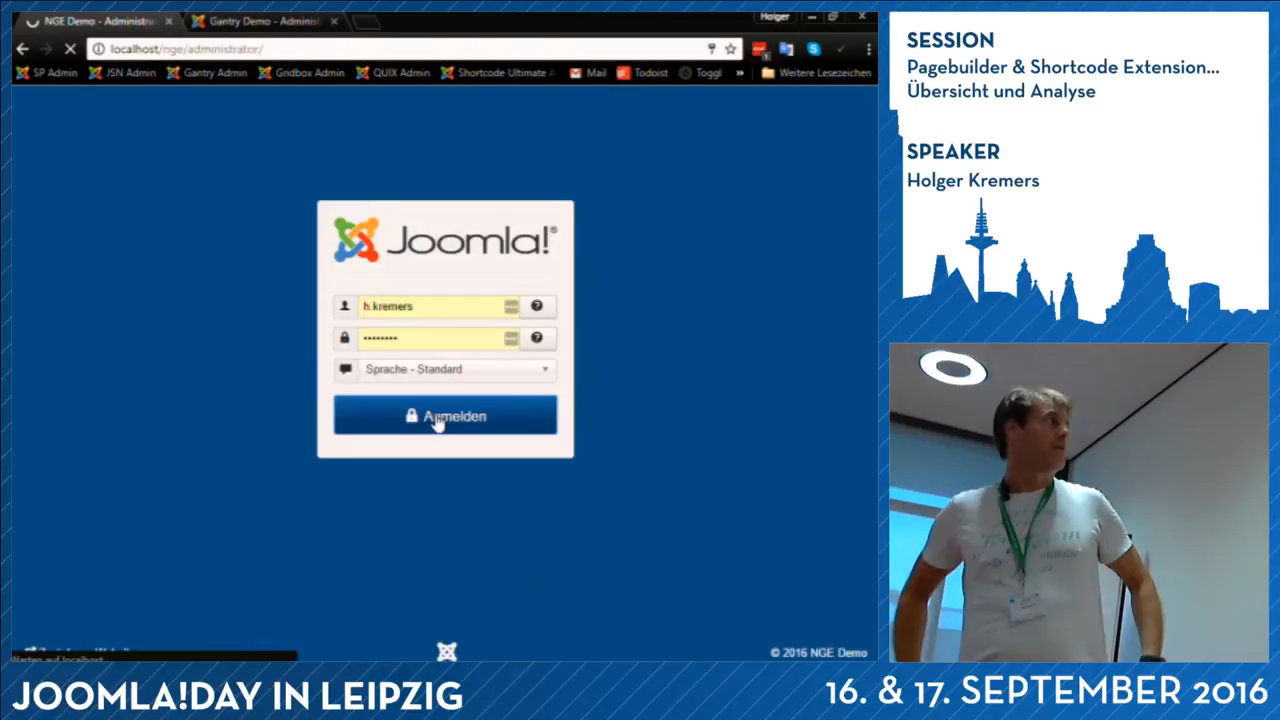 NGE Demo - Administra
Gantry Demo - Administ
Holger
localhost/nge/administrator/
SP Admin
JSN Admin
Gantry Admin
Gridbox Admin
QUIX Admin
Shortcode Ultimate A
Mail
Todoist
Toggl
»
Weitere Lesezeichen
Joomla!®
h.kremers
Sprache - Standard
Anmelden
© 2016 NGE Demo
SESSION
Pagebuilder & Shortcode Extension...
Übersicht und Analyse
SPEAKER
Holger Kremers
JOOMLA!DAY IN LEIPZIG
16. & 17. SEPTEMBER 2016